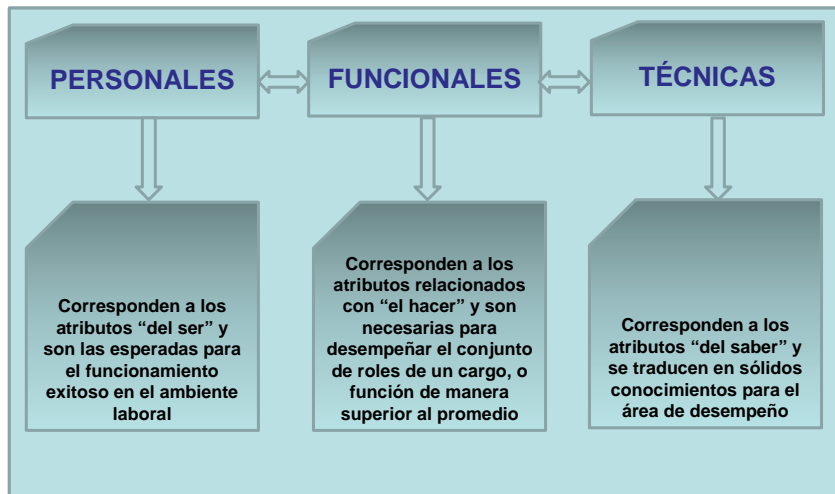 PERSONALES
FUNCIONALES
TÉCNICAS
Corresponden a los
atributos “del ser” y
son las esperadas para
el funcionamiento
exitoso en el ambiente
laboral
Corresponden a los
atributos relacionados
con “el hacer” y son
necesarias para
desempeñar el conjunto
de roles de un cargo, o
función de manera
superior al promedio
Corresponden a los
atributos “del saber” y
se traducen en sólidos
conocimientos para el
área de desempeño